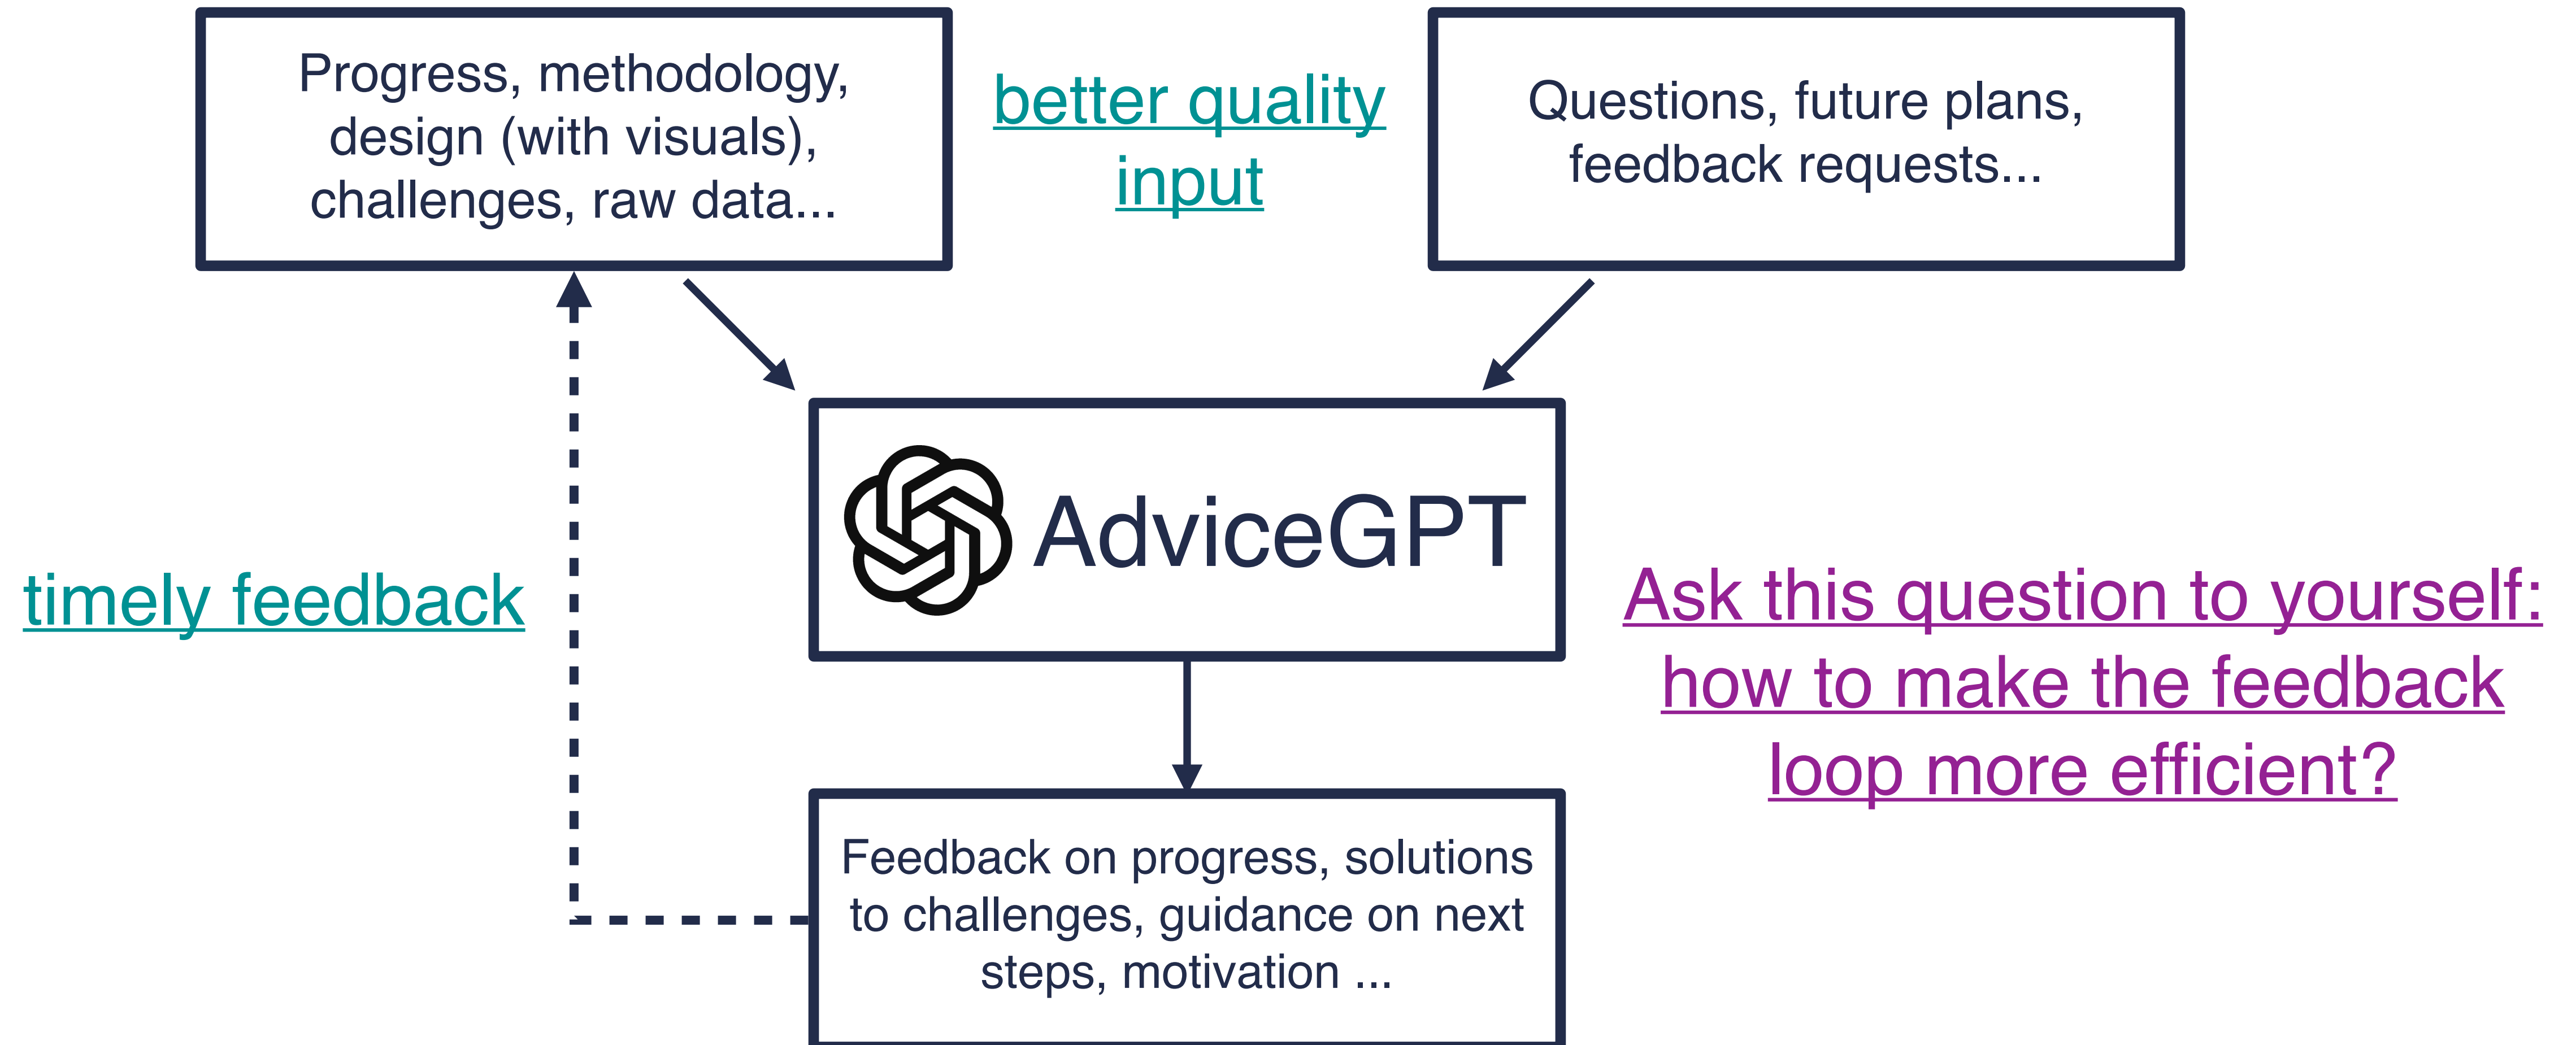 Progress, methodology,
design (with visuals),
challenges, raw data...
better quality
input
Questions, future plans,
feedback requests...
AdviceGPT
timely feedback
Ask this question to yourself:
how to make the feedback
loop more efficient?
Feedback on progress, solutions
to challenges, guidance on next
steps, motivation ...